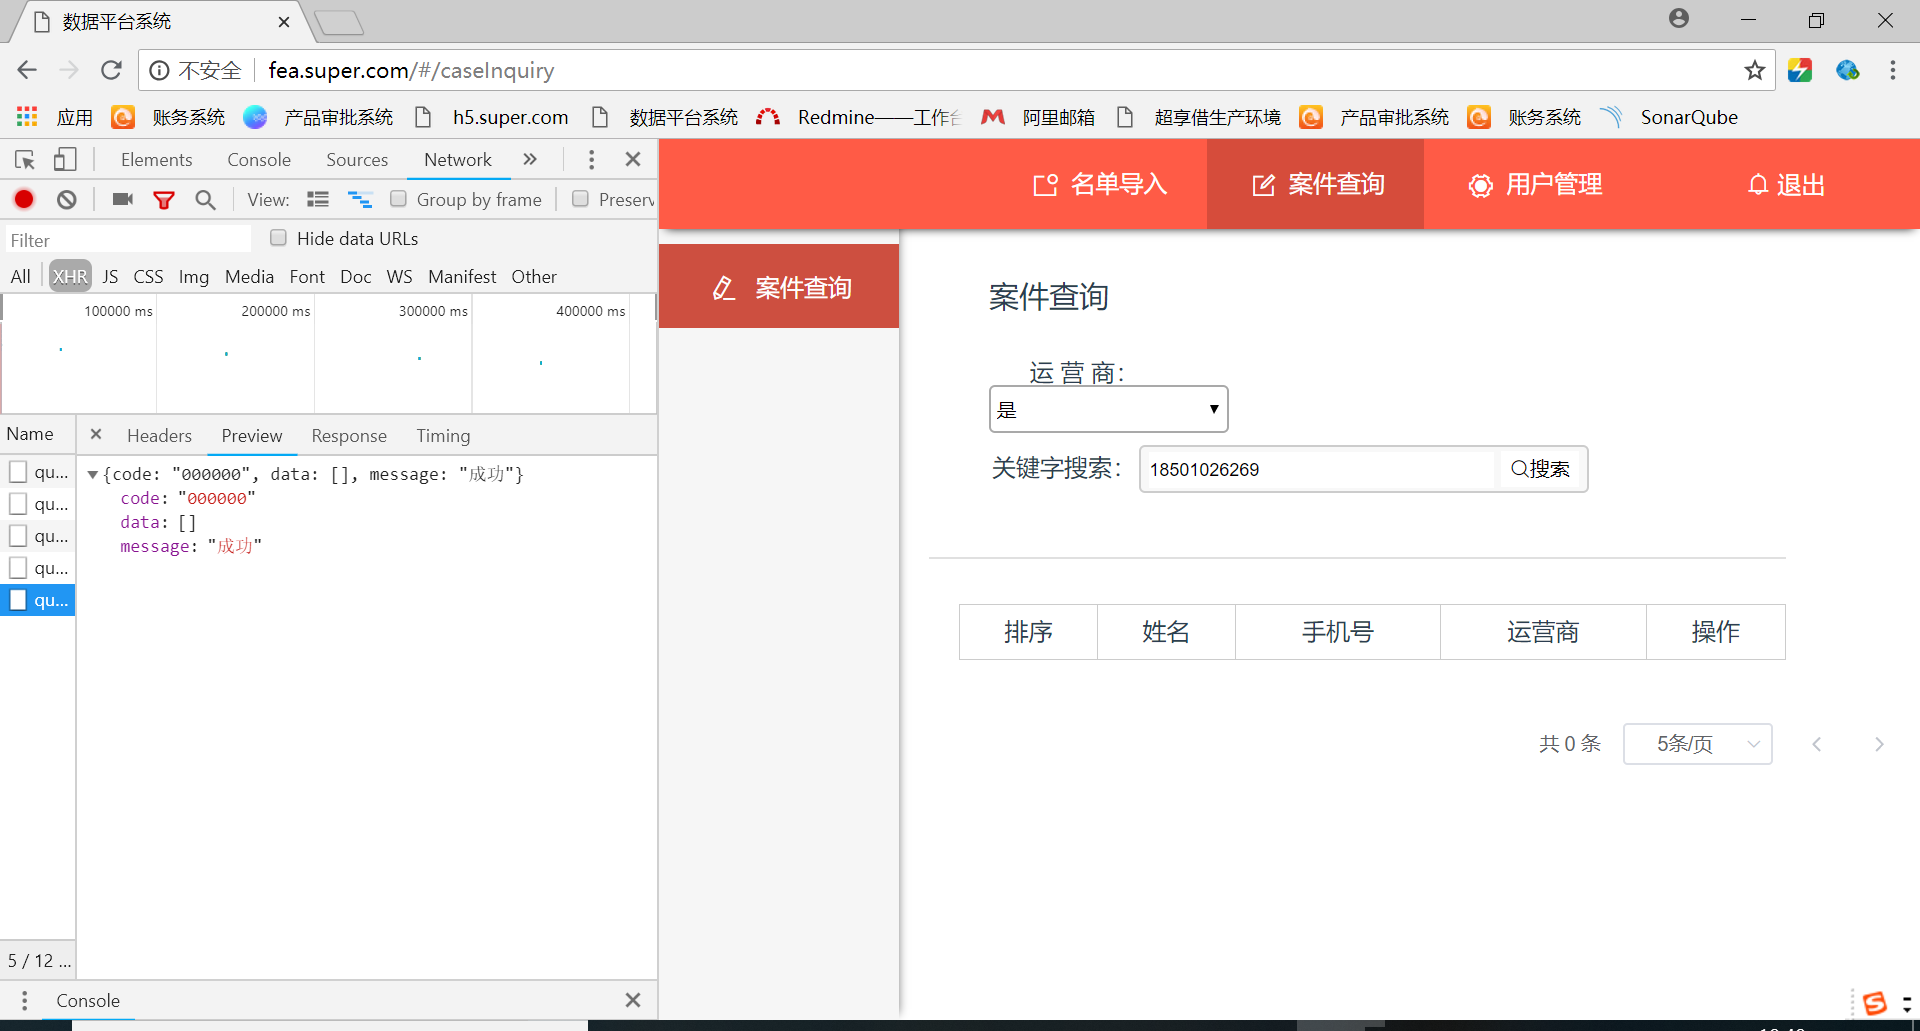 数据平台系统
不安全 fea.super.com/#/caseInquiry
应用 账务系统 产品审批系统 h5.super.com 数据平台系统 Redmine——工作 阿里邮箱 超享借生产环境 产品审批系统 账务系统 SonarQube
Elements Console Sources Network »
View: Group by frame Preserv
Filter Hide data URLs
All XHR JS CSS Img Media Font Doc WS Manifest Other
100000 ms 200000 ms 300000 ms 400000 ms
Name Headers Preview Response Timing
qu...
qu...
qu...
qu...
qu...
{code: "000000", data: [], message: "成功"}
code: "000000"
data: []
message: "成功"
5 / 12 ...
Console
名单导入 案件查询 用户管理 退出
案件查询
案件查询
运 营 商：
是
关键字搜索： 18501026269 搜索
排序 姓名 手机号 运营商 操作
共 0 条 5条/页